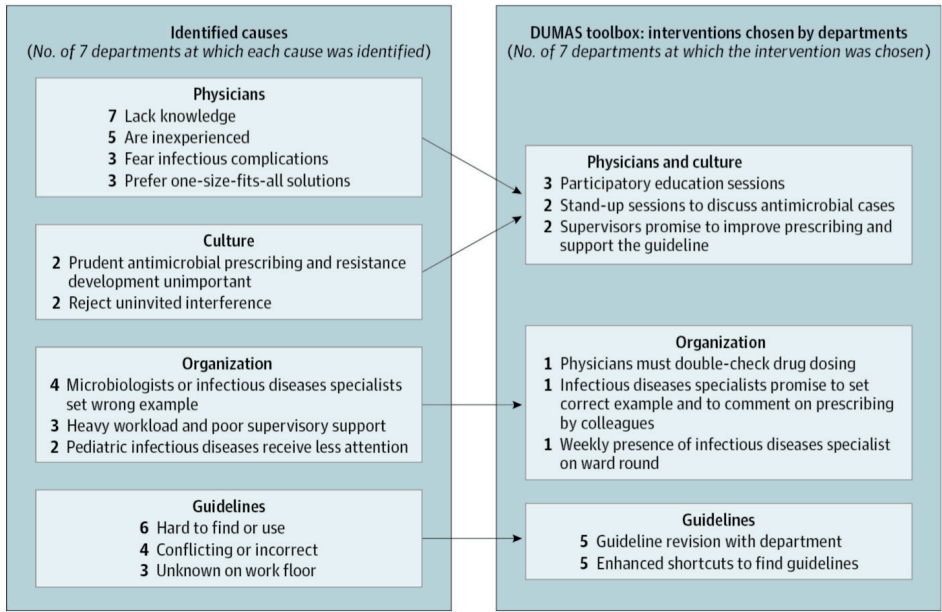 Identified causes
(No. of 7 departments at which each cause was identified)
Physicians
7 Lack knowledge
5 Are inexperienced
3 Fear infectious complications
3 Prefer one-size-fits-all solutions
Culture
2 Prudent antimicrobial prescribing and resistance
development unimportant
2 Reject uninvited interference
Organization
4 Microbiologists or infectious diseases specialists
set wrong example
3 Heavy workload and poor supervisory support
2 Pediatric infectious diseases receive less attention
Guidelines
6 Hard to find or use
4 Conflicting or incorrect
3 Unknown on work floor
DUMAS toolbox: interventions chosen by departments
(No. of 7 departments at which the intervention was chosen)
Physicians and culture
3 Participatory education sessions
2 Stand-up sessions to discuss antimicrobial cases
2 Supervisors promise to improve prescribing and
support the guideline
Organization
1 Physicians must double-check drug dosing
1 Infectious diseases specialists promise to set
correct example and to comment on prescribing
by colleagues
1 Weekly presence of infectious diseases specialist
on ward round
Guidelines
5 Guideline revision with department
5 Enhanced shortcuts to find guidelines